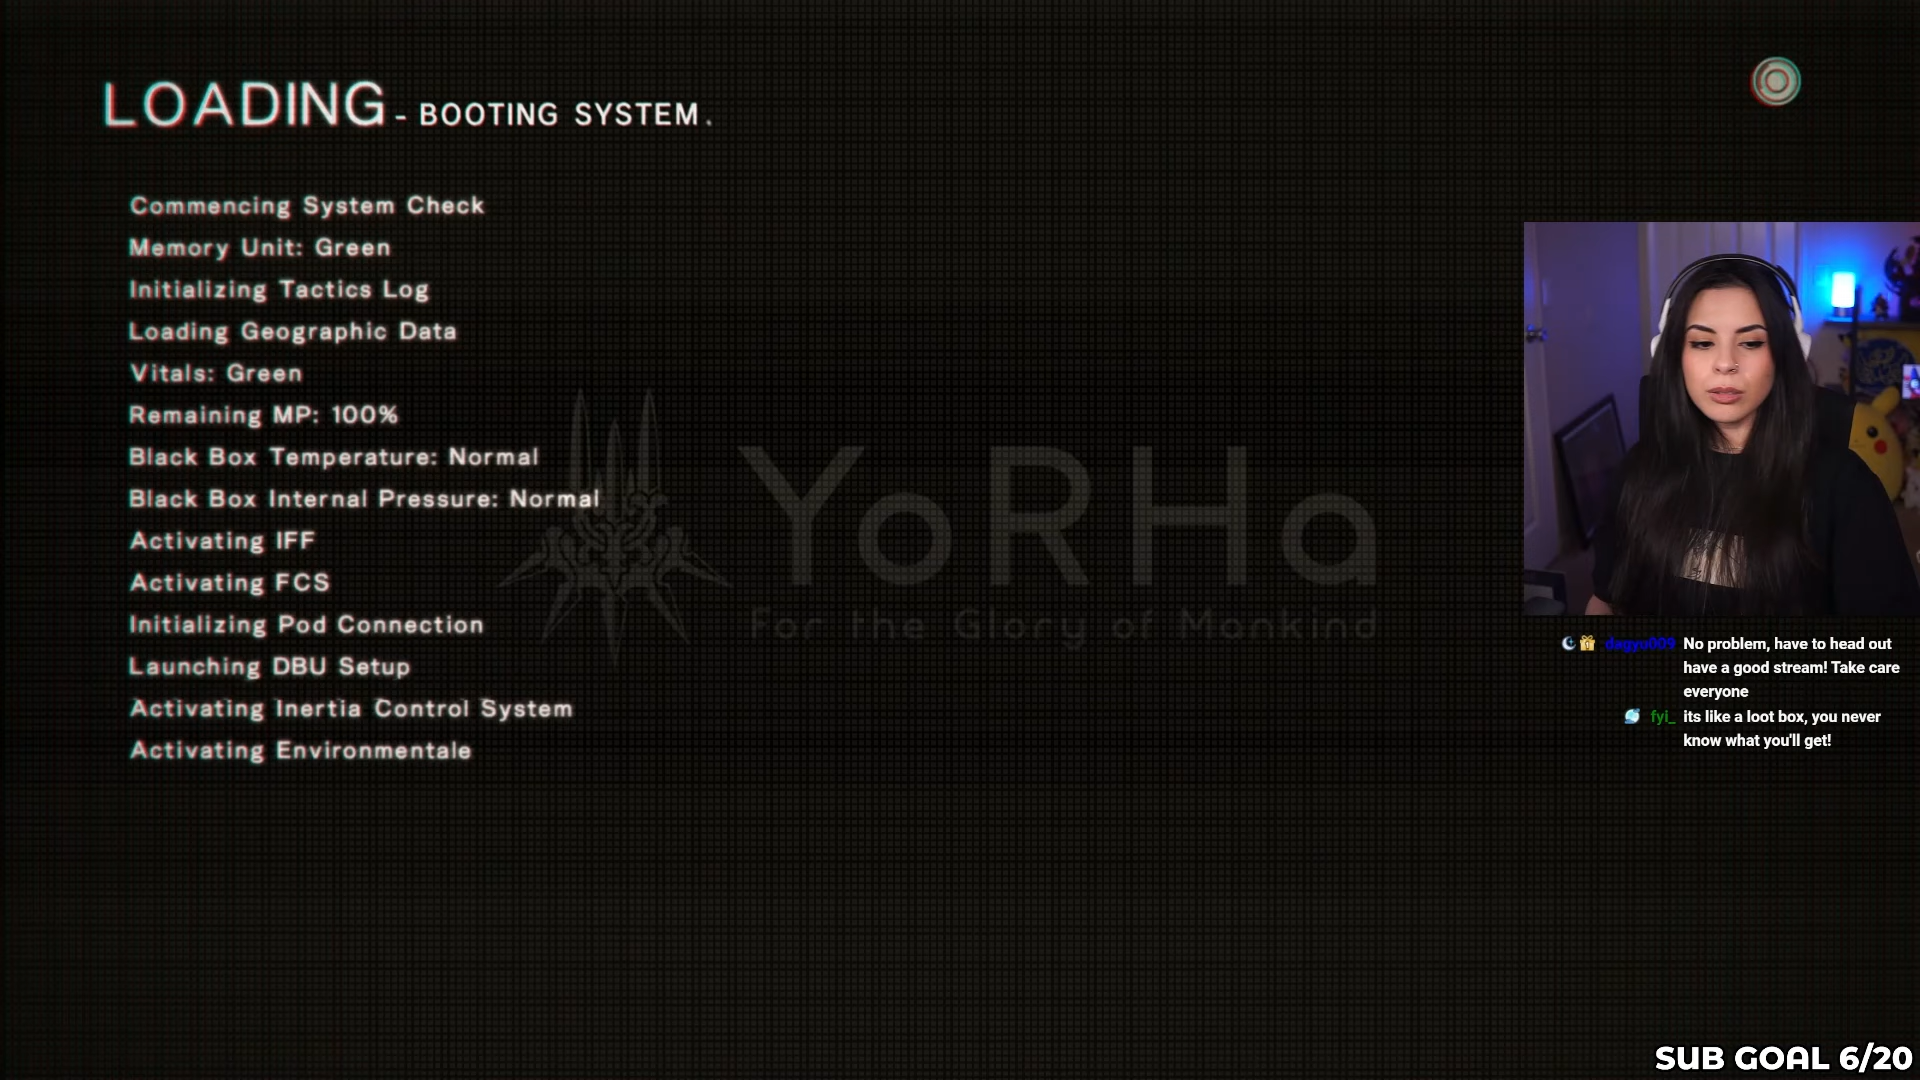 LOADING - BOOTING SYSTEM.
Commencing System Check
Memory Unit: Green
Initializing Tactics Log
Loading Geographic Data
Vitals: Green
Remaining MP: 100%
Black Box Temperature: Normal
Black Box Internal Pressure: Normal
Activating IFF
Activating FCS
Initializing Pod Connection
Launching DBU Setup
Activating Inertia Control System
Activating Environmentale
YoRHa
For the Glory of Mankind
dagyu009 No problem, have to head out
have a good stream! Take care
everyone
fyi_ its like a loot box, you never
know what you'll get!
SUB GOAL 6/20